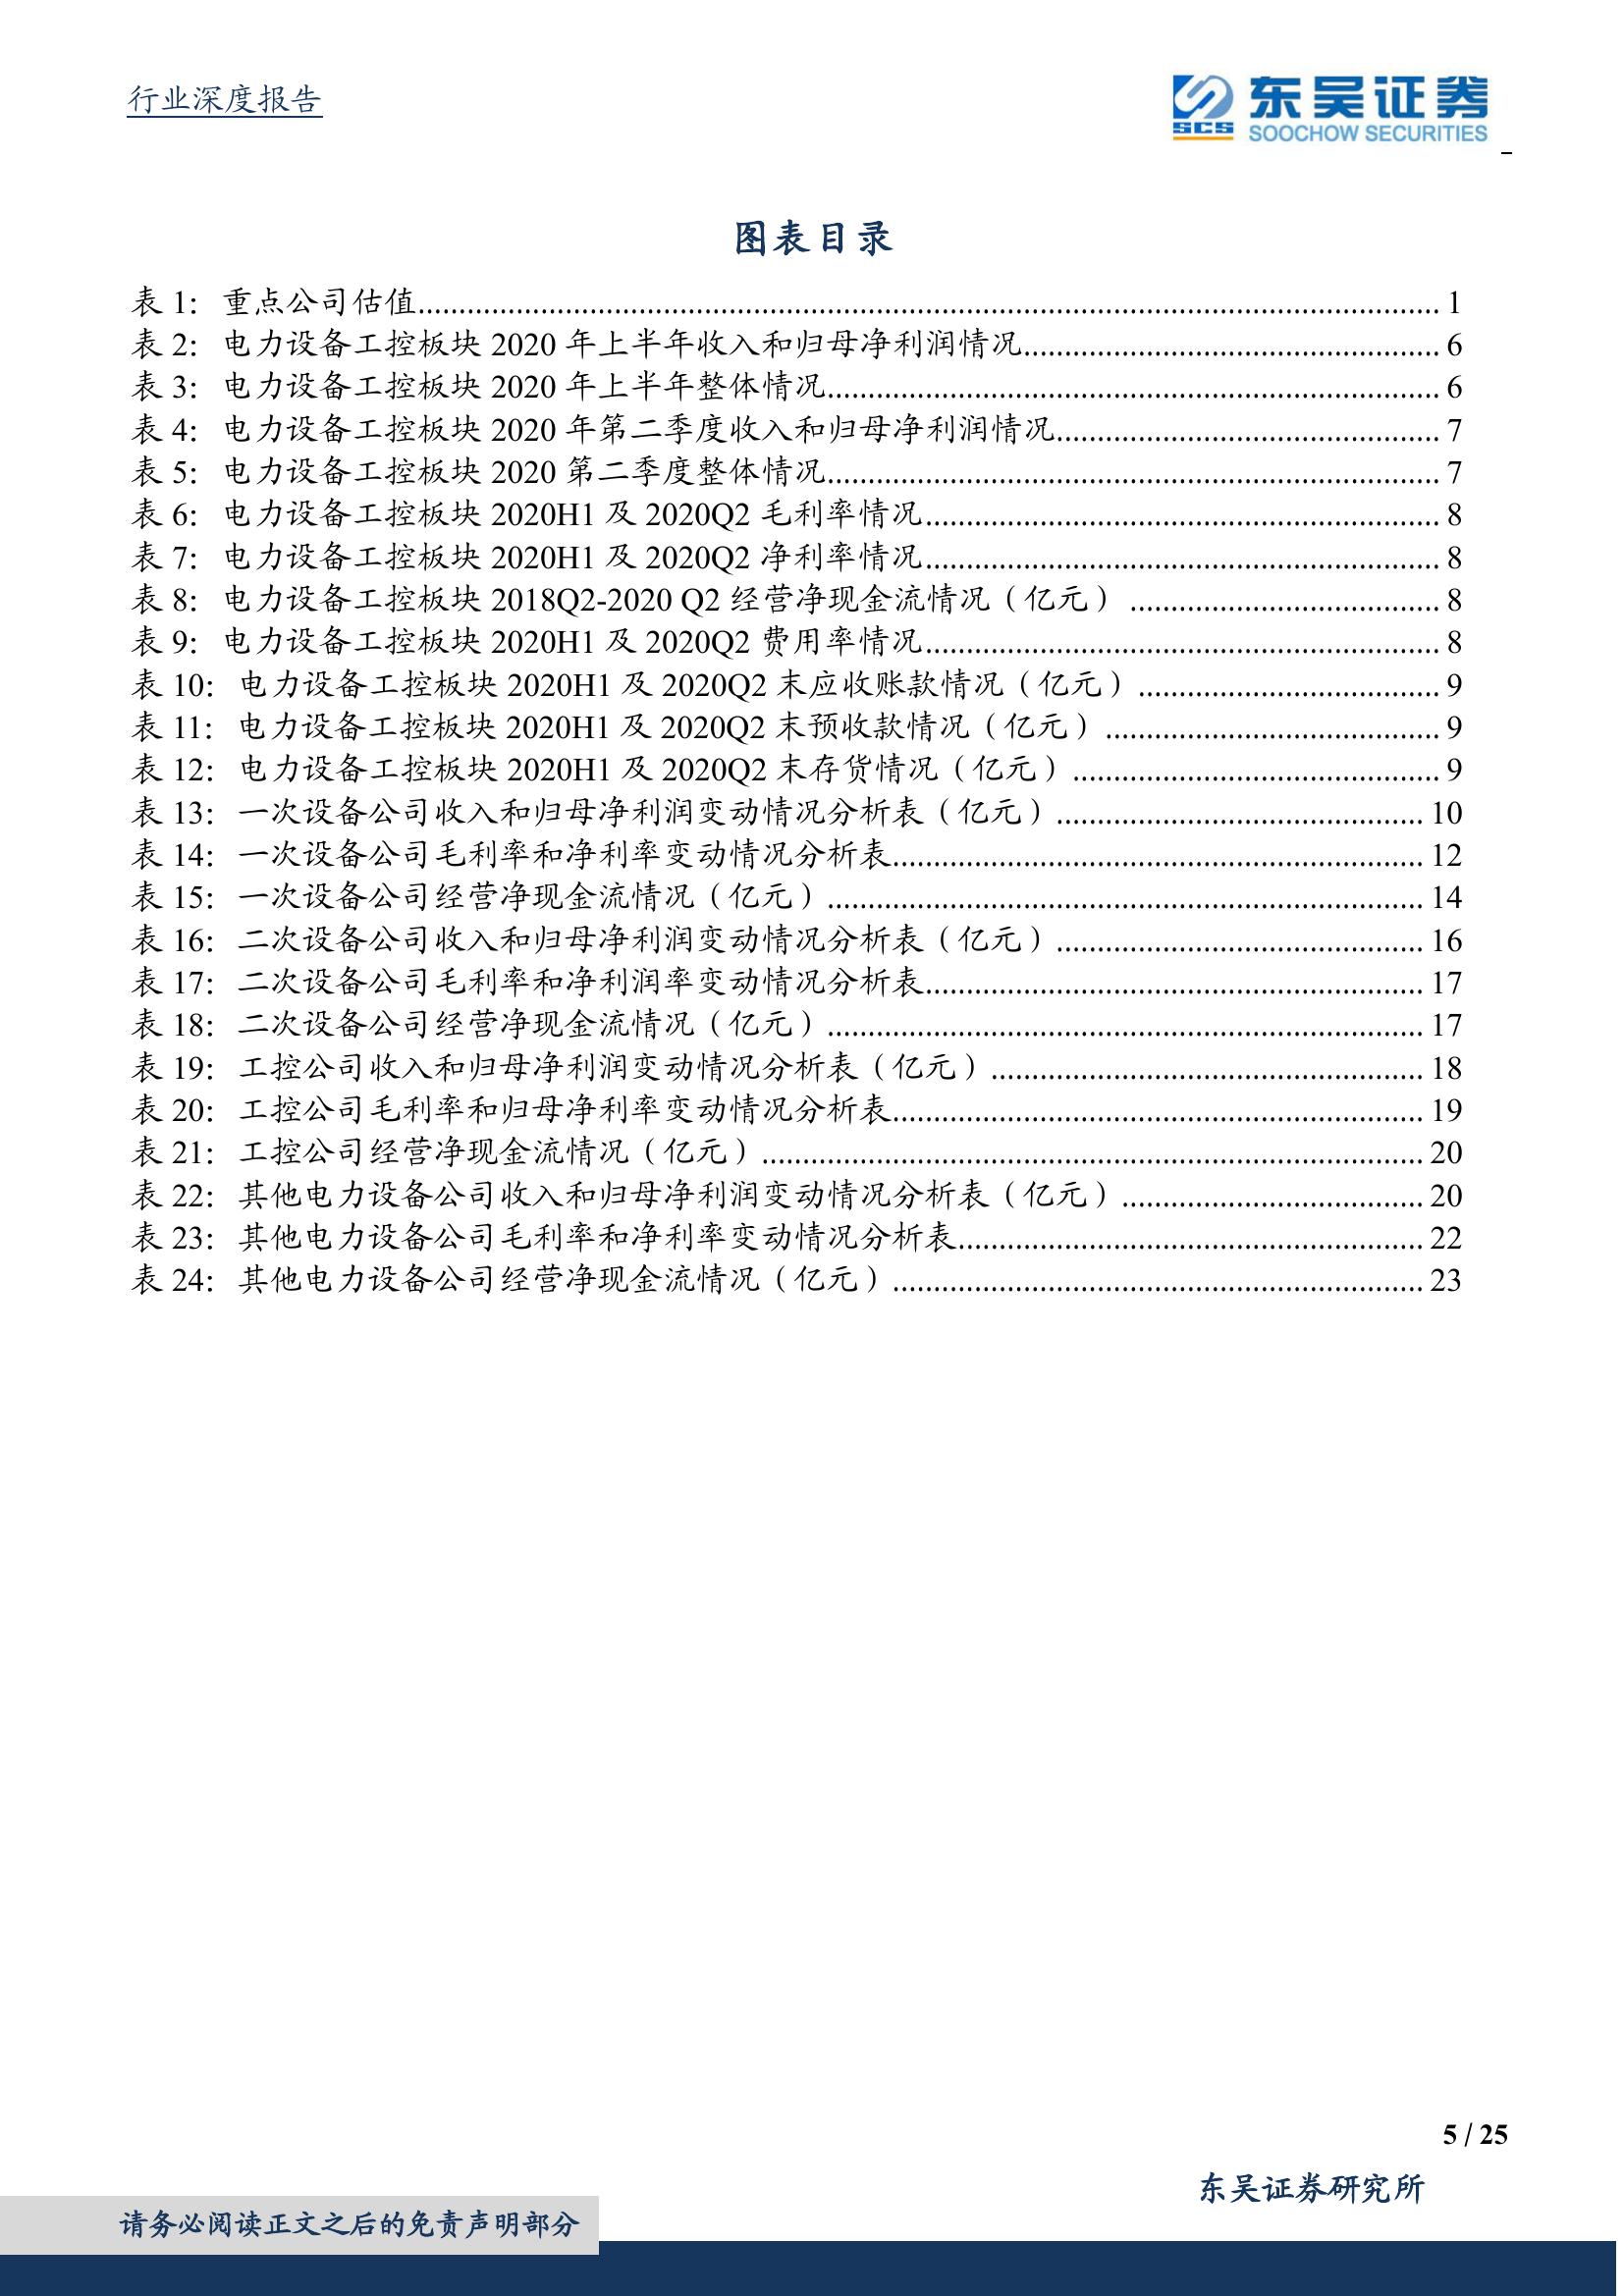 行业深度报告
SCS
东吴证券
SOOCHOW SECURITIES
图表目录
表 1: 重点公司估值 1
表 2: 电力设备工控板块 2020 年上半年收入和归母净利润情况 6
表 3: 电力设备工控板块 2020 年上半年整体情况 6
表 4: 电力设备工控板块 2020 年第二季度收入和归母净利润情况 7
表 5: 电力设备工控板块 2020 第二季度整体情况 7
表 6: 电力设备工控板块 2020H1 及 2020Q2 毛利率情况 8
表 7: 电力设备工控板块 2020H1 及 2020Q2 净利率情况 8
表 8: 电力设备工控板块 2018Q2-2020 Q2 经营净现金流情况（亿元） 8
表 9: 电力设备工控板块 2020H1 及 2020Q2 费用率情况 8
表 10: 电力设备工控板块 2020H1 及 2020Q2 末应收账款情况（亿元） 9
表 11: 电力设备工控板块 2020H1 及 2020Q2 末预收款情况（亿元） 9
表 12: 电力设备工控板块 2020H1 及 2020Q2 末存货情况（亿元） 9
表 13: 一次设备公司收入和归母净利润变动情况分析表（亿元） 10
表 14: 一次设备公司毛利率和净利率变动情况分析表 12
表 15: 一次设备公司经营净现金流情况（亿元） 14
表 16: 二次设备公司收入和归母净利润变动情况分析表（亿元） 16
表 17: 二次设备公司毛利率和净利润率变动情况分析表 17
表 18: 二次设备公司经营净现金流情况（亿元） 17
表 19: 工控公司收入和归母净利润变动情况分析表（亿元） 18
表 20: 工控公司毛利率和归母净利率变动情况分析表 19
表 21: 工控公司经营净现金流情况（亿元） 20
表 22: 其他电力设备公司收入和归母净利润变动情况分析表（亿元） 20
表 23: 其他电力设备公司毛利率和净利率变动情况分析表 22
表 24: 其他电力设备公司经营净现金流情况（亿元） 23
5 / 25
东吴证券研究所
请务必阅读正文之后的免责声明部分